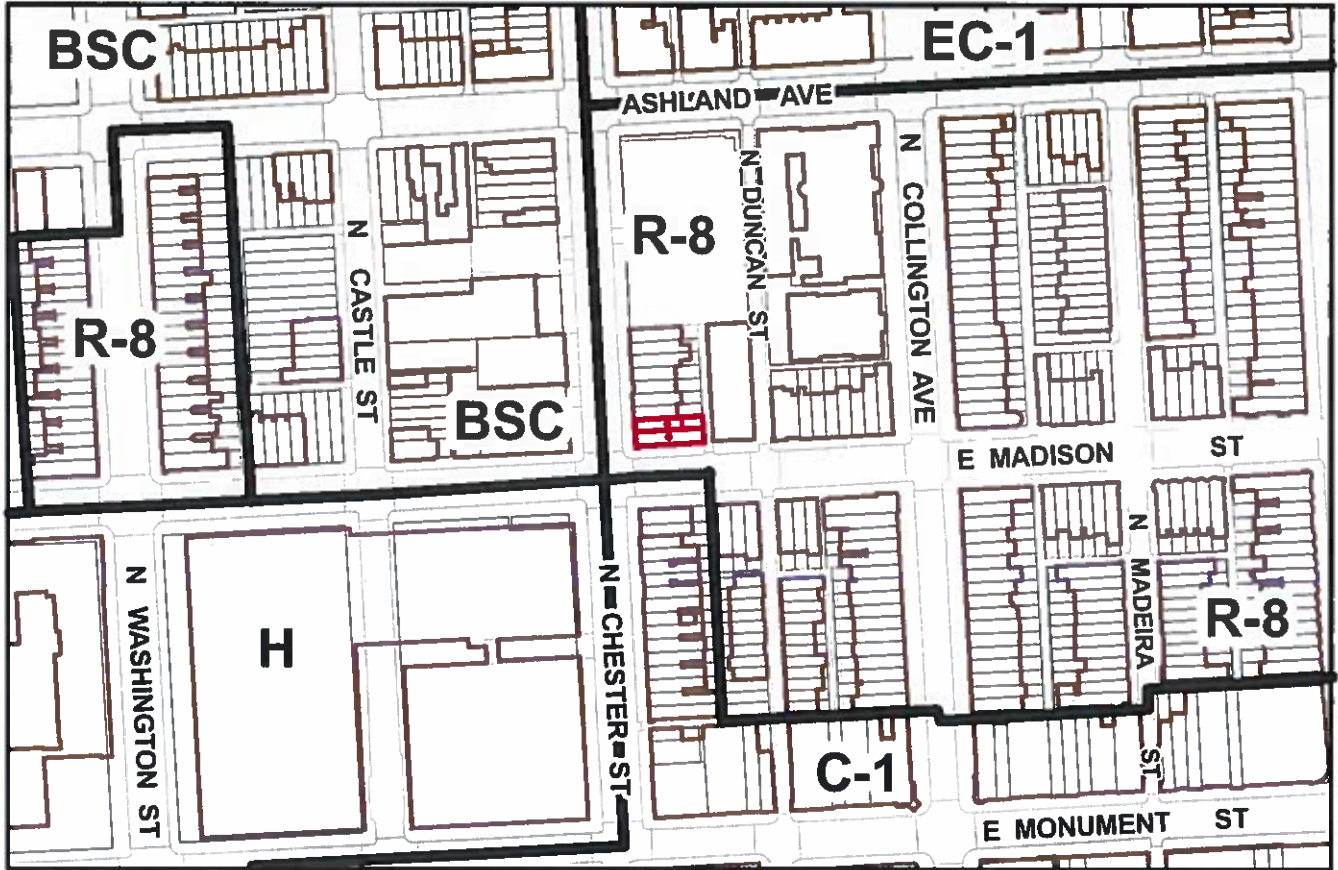 BSC
EC-1
ASHLAND AVE
R-8
N DUNCAN ST
N COLLINGTON AVE
N CASTLE ST
R-8
BSC
E MADISON ST
N WASHINGTON ST
H
N CHESTER ST
N MADEIRA ST
R-8
C-1
E MONUMENT ST